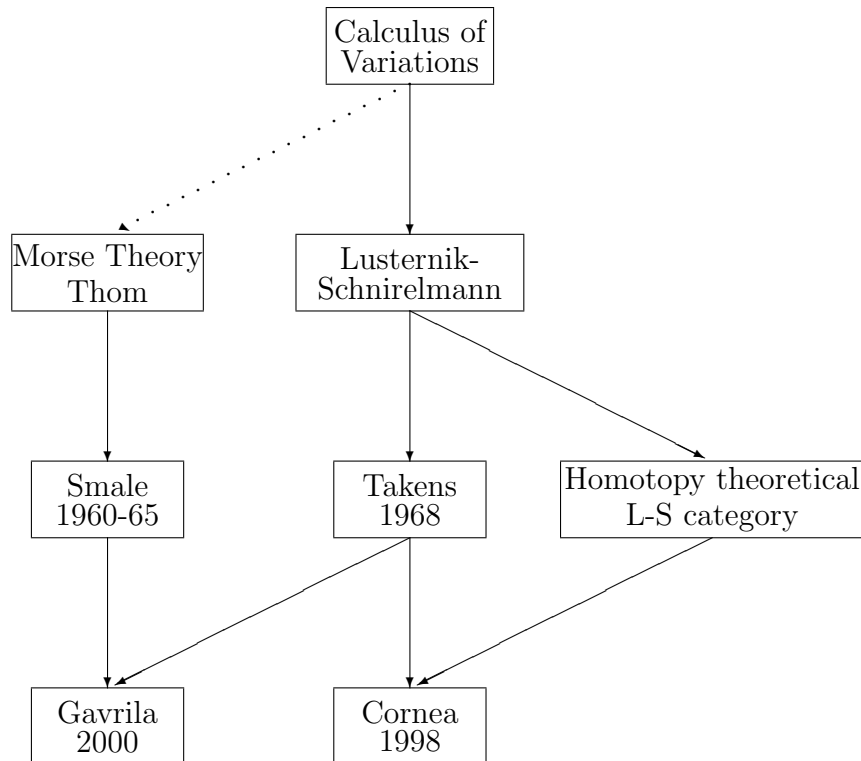 Calculus of
Variations
Morse Theory
Thom
Lusternik-
Schnirelmann
Smale
1960-65
Takens
1968
Homotopy theoretical
L-S category
Gavrila
2000
Cornea
1998